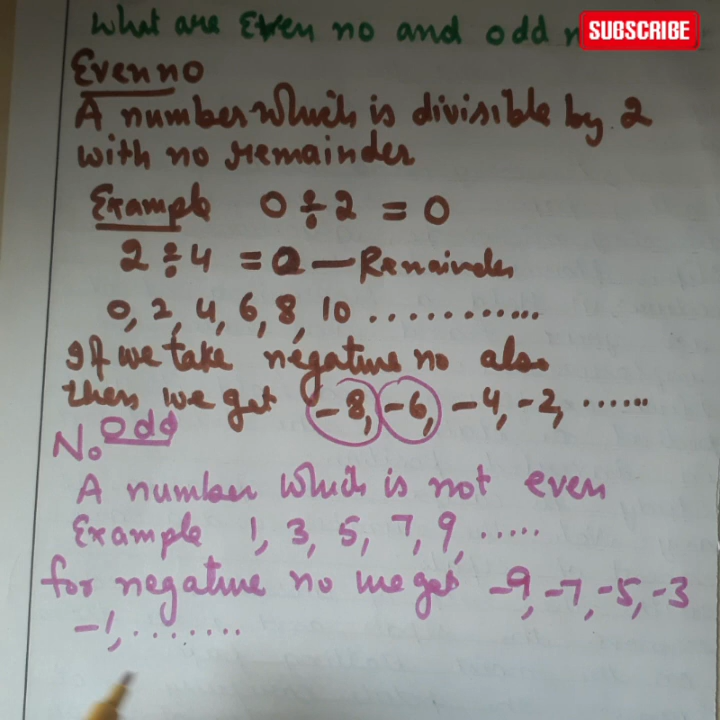 What are Even no and odd n
SUBSCRIBE
Even no
A number which is divisible by 2
with no remainder
Example 0 ÷ 2 = 0
2 ÷ 4 = 0 — Remainder
0, 2, 4, 6, 8, 10 ...........
If we take negative no also
then we get -8, -6, -4, -2, ......
No Odd
A number which is not even
Example 1, 3, 5, 7, 9, .....
for negative no we get -9, -7, -5, -3
-1, ........